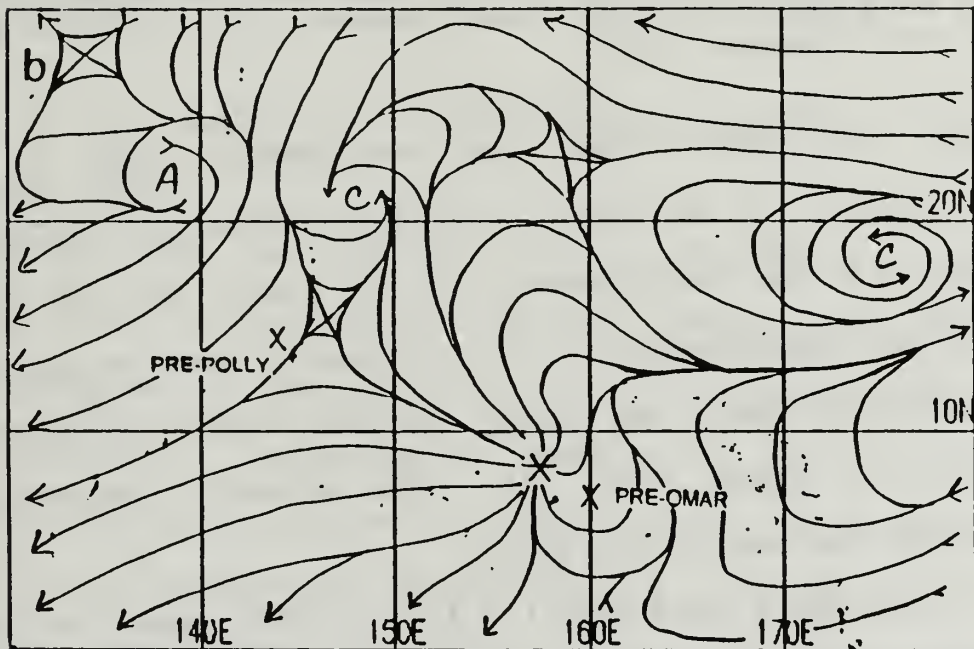 b
A
C
20N
C
PRE-POLLY
10N
PRE-OMAR
140E
150E
160E
170E